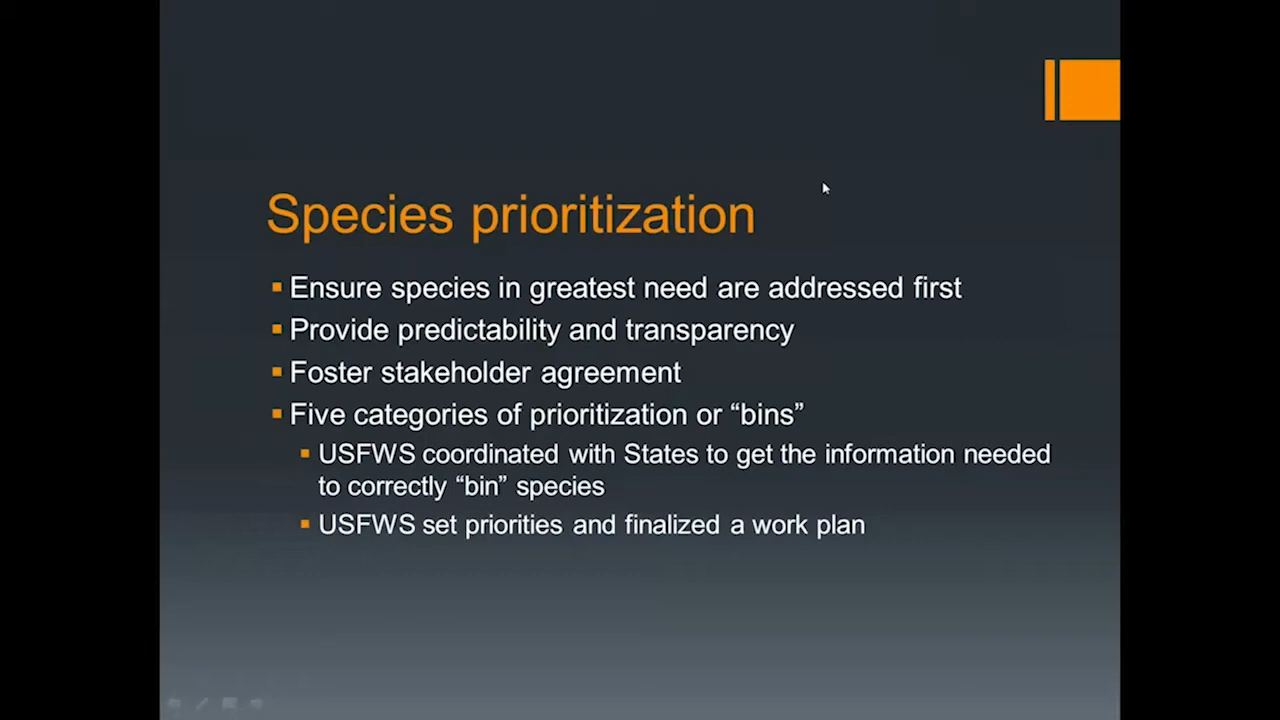 Species prioritization
Ensure species in greatest need are addressed first
Provide predictability and transparency
Foster stakeholder agreement
Five categories of prioritization or “bins”
USFWS coordinated with States to get the information needed
to correctly “bin” species
USFWS set priorities and finalized a work plan